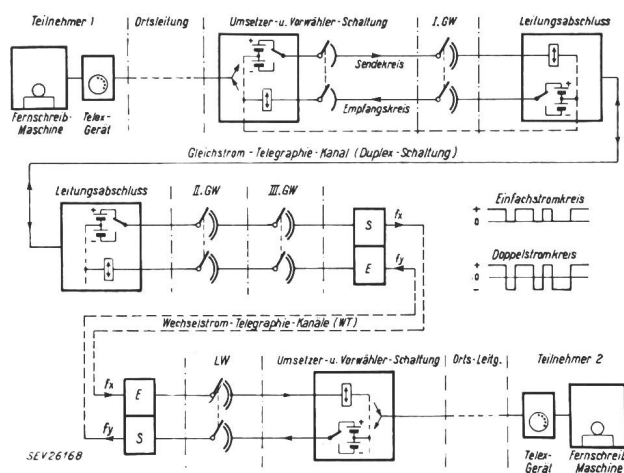 Teilnehmer 1
Ortsleitung
Umsetzer-u. Vorwähler-Schaltung
I. GW
Leitungsabschluss
Sendekreis
Empfangskreis
Fernschreib-
Maschine
Telex-
Gerät
Gleichstrom-Telegraphie-Kanal (Duplex-Schaltung)
Leitungsabschluss
II. GW
III. GW
S
fx
E
fy
Einfachstromkreis
+
0
Doppelstromkreis
+
0
-
Wechselstrom-Telegraphie-Kanäle (WT)
LW
Umsetzer-u. Vorwähler-Schaltung
Orts-Leitg.
Teilnehmer 2
fx
E
fy
S
SEV26168
Telex-
Gerät
Fernschreib-
Maschine